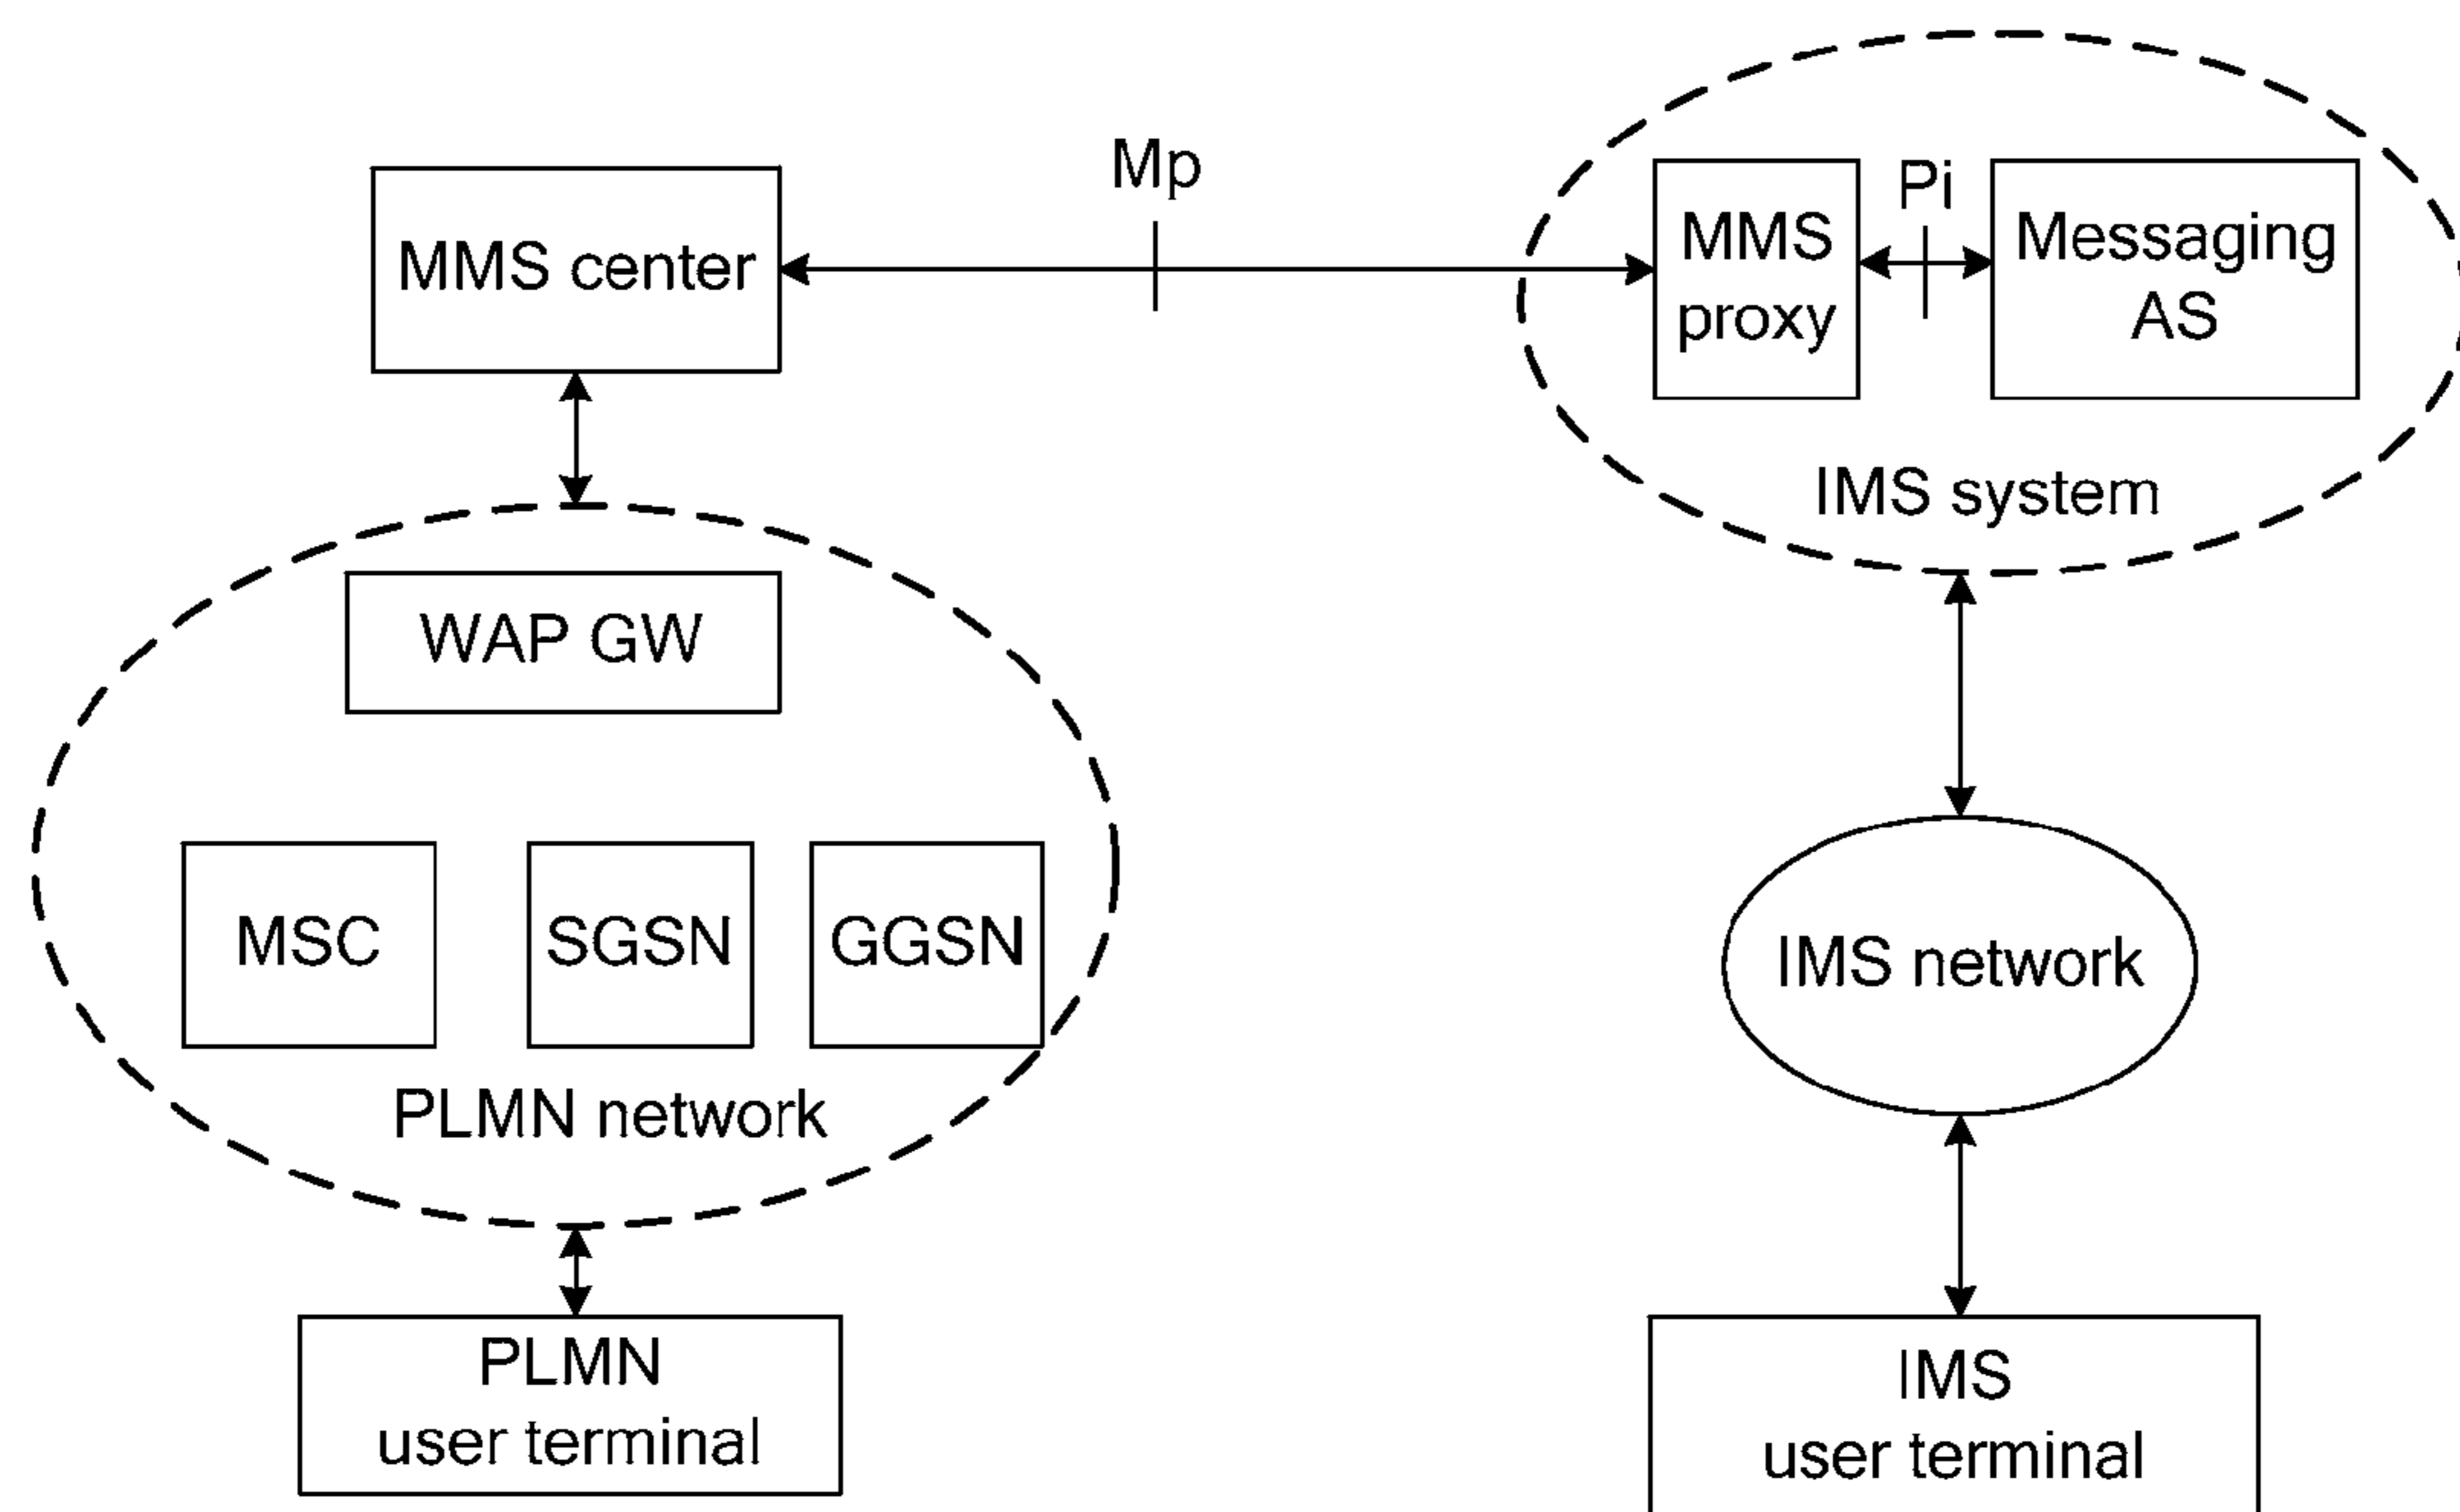 Mp
MMS center
MMS
proxy
Pi
Messaging
AS
IMS system
WAP GW
MSC
SGSN
GGSN
PLMN network
IMS network
PLMN
user terminal
IMS
user terminal